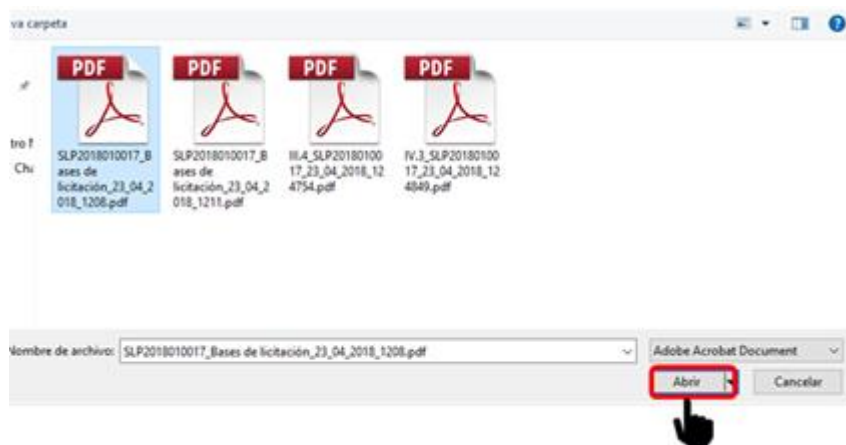 va carpeta
?
PDF
PDF
PDF
PDF
tro
Ch
SLP2018010017_B
ases de
licitación_23_04_2
018_1208.pdf
SLP2018010017_B
ases de
licitación_23_04_2
018_1211.pdf
III.4_SLP20180100
17_23_04_2018_12
4754.pdf
IV.3_SLP20180100
17_23_04_2018_12
4849.pdf
Nombre de archivo: SLP2018010017_Bases de licitación_23_04_2018_1208.pdf
Adobe Acrobat Document
Abrir
Cancelar